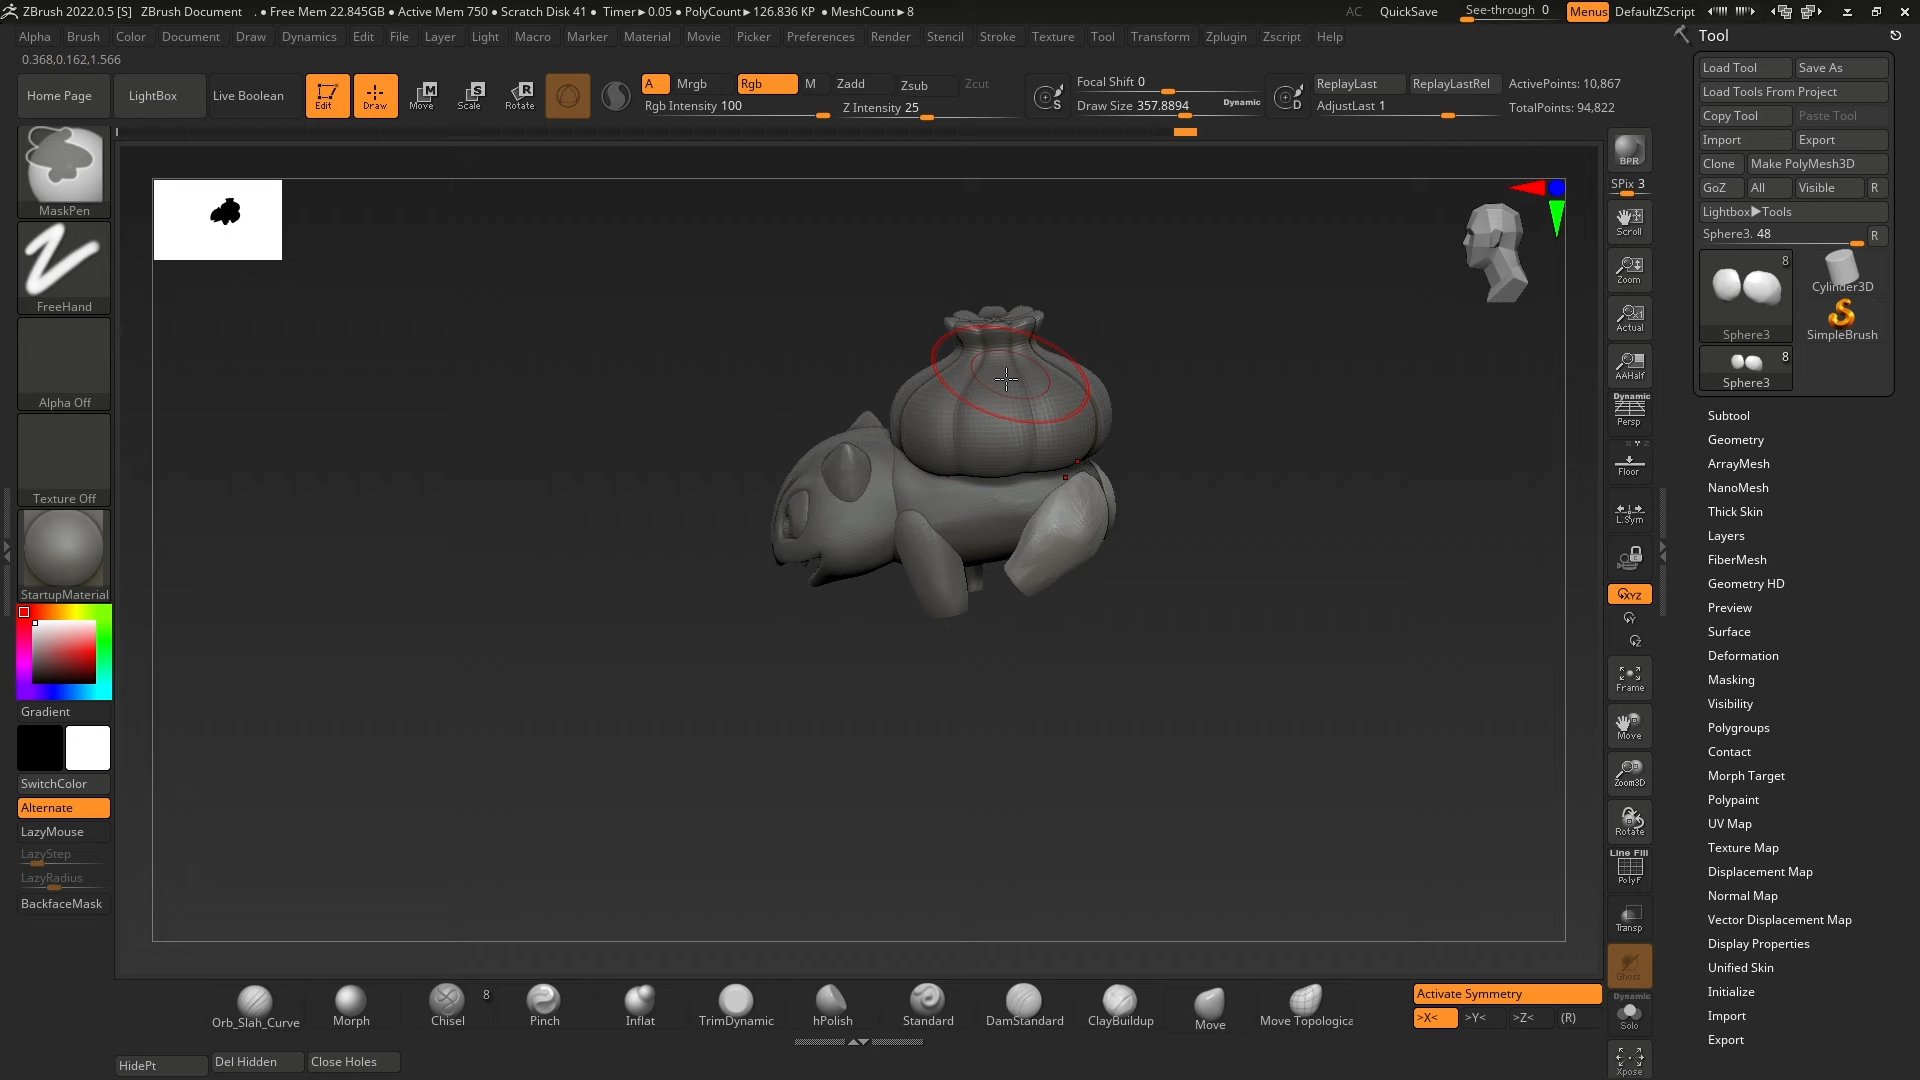 ZBrush 2022.0.5 [S] ZBrush Document . ● Free Mem 22.845GB ● Active Mem 750 ● Scratch Disk 41 ● Timer►0.05 ● PolyCount►126.836 KP ● MeshCount►8 AC QuickSave See-through 0 Menus DefaultZScript
Alpha Brush Color Document Draw Dynamics Edit File Layer Light Macro Marker Material Movie Picker Preferences Render Stencil Stroke Texture Tool Transform Zplugin Zscript Help
0.368,0.162,1.566
Home Page LightBox Live Boolean Edit Draw Move Scale Rotate
A Mrgb Rgb M Zadd Zsub Zcut
Rgb Intensity 100 Z Intensity 25
S Focal Shift 0
Draw Size 357.8894 Dynamic
D ReplayLast ReplayLastRel ActivePoints: 10,867
AdjustLast 1 TotalPoints: 94,822
MaskPen
FreeHand
Alpha Off
Texture Off
StartupMaterial
Gradient
SwitchColor
Alternate
LazyMouse
LazyStep
LazyRadius
BackfaceMask
BPR
SPix 3
Scroll
Zoom
Actual
AAHalf
Dynamic
Persp
Floor
L.Sym
XYZ
Y
Z
Frame
Move
Zoom3D
Rotate
Line Fill
PolyF
Transp
Ghost
Dynamic
Solo
Xpose
Tool
Load Tool Save As
Load Tools From Project
Copy Tool Paste Tool
Import Export
Clone Make PolyMesh3D
GoZ All Visible R
Lightbox►Tools
Sphere3. 48 R
8
Cylinder3D
Sphere3 SimpleBrush
8
Sphere3
Subtool
Geometry
ArrayMesh
NanoMesh
Thick Skin
Layers
FiberMesh
Geometry HD
Preview
Surface
Deformation
Masking
Visibility
Polygroups
Contact
Morph Target
Polypaint
UV Map
Texture Map
Displacement Map
Normal Map
Vector Displacement Map
Display Properties
Unified Skin
Initialize
Import
Export
8
Orb_Slah_Curve Morph Chisel Pinch Inflat TrimDynamic hPolish Standard DamStandard ClayBuildup Move Move Topologica
Activate Symmetry
>X< >Y< >Z< (R)
HidePt Del Hidden Close Holes